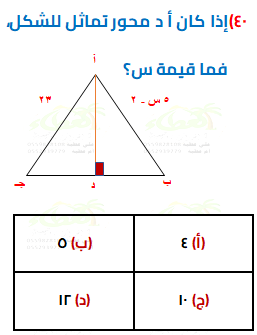 ٤٠) إذا كان أ د محور تماثل للشكل،
فما قيمة س؟
أ
٢٣
٥ س - ٢
جـ
د
ب
(أ) ٤
(ب) ٥
(ج) ١٠
(د) ١٢